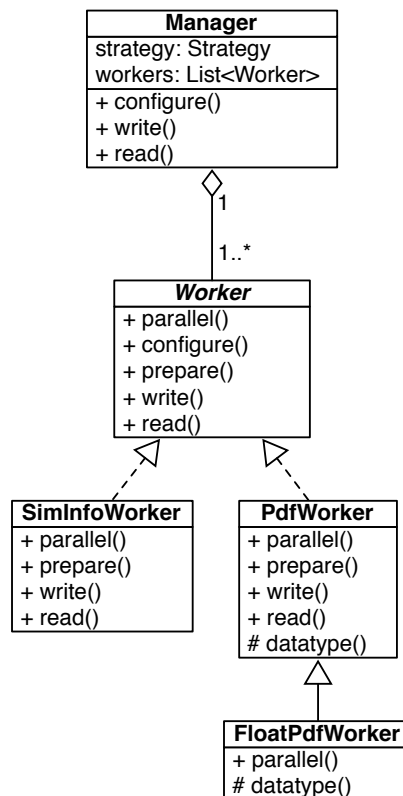 Manager
strategy: Strategy
workers: List<Worker>
+ configure()
+ write()
+ read()
1
1..*
Worker
+ parallel()
+ configure()
+ prepare()
+ write()
+ read()
SimInfoWorker
+ parallel()
+ prepare()
+ write()
+ read()
PdfWorker
+ parallel()
+ prepare()
+ write()
+ read()
# datatype()
FloatPdfWorker
+ parallel()
# datatype()